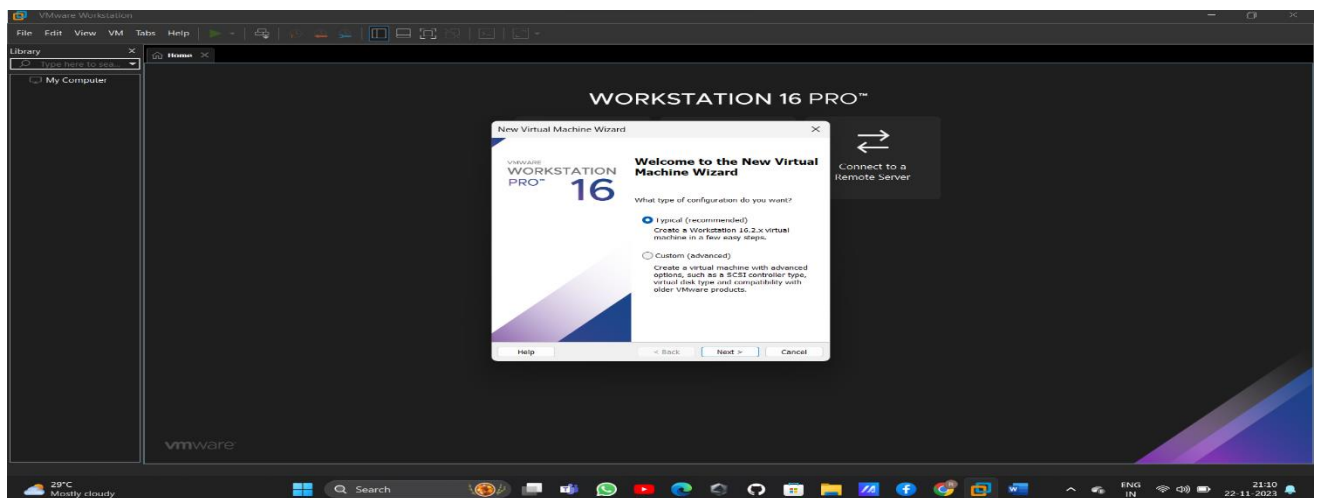 VMware Workstation
File Edit View VM Tabs Help
Library
Type here to sea...
My Computer
Home
WORKSTATION 16 PRO™
Connect to a
Remote Server
New Virtual Machine Wizard
VMWARE
WORKSTATION
PRO™
16
Welcome to the New Virtual
Machine Wizard
What type of configuration do you want?
Typical (recommended)
Create a Workstation 16.2.x virtual
machine in a few easy steps.
Custom (advanced)
Create a virtual machine with advanced
options, such as a SCSI controller type,
virtual disk type and compatibility with
older VMware products.
Help
< Back
Next >
Cancel
vmware
29°C
Mostly cloudy
Search
ENG
IN
21:10
22-11-2023